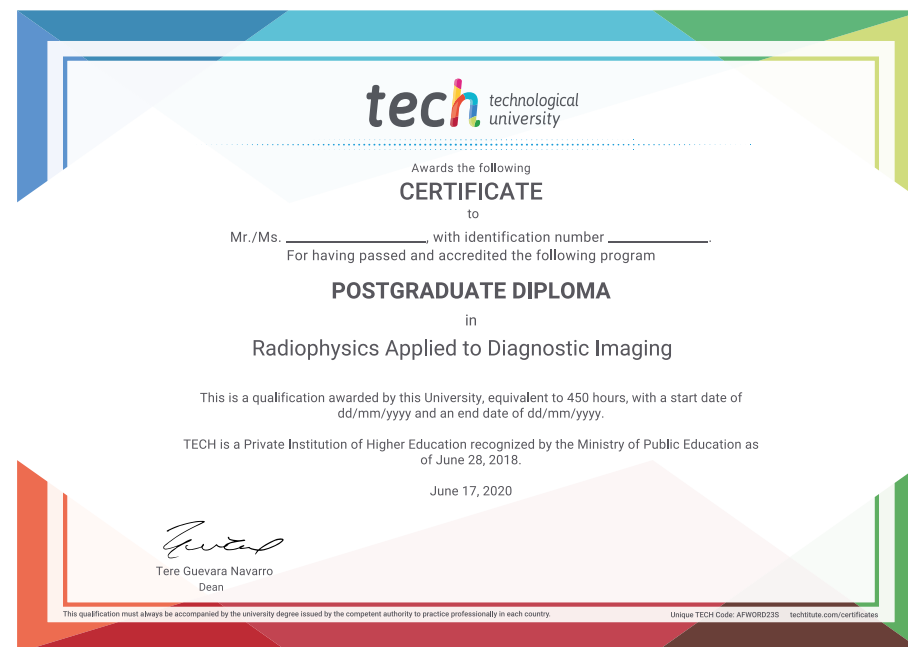 tech technological
university
Awards the following
CERTIFICATE
to
Mr./Ms. ____________________, with identification number ______________.
For having passed and accredited the following program
POSTGRADUATE DIPLOMA
in
Radiophysics Applied to Diagnostic Imaging
This is a qualification awarded by this University, equivalent to 450 hours, with a start date of
dd/mm/yyyy and an end date of dd/mm/yyyy.
TECH is a Private Institution of Higher Education recognized by the Ministry of Public Education as
of June 28, 2018.
June 17, 2020
Tere Guevara Navarro
Dean
This qualification must always be accompanied by the university degree issued by the competent authority to practice professionally in each country.
Unique TECH Code: AFWORD23S techtitute.com/certificates